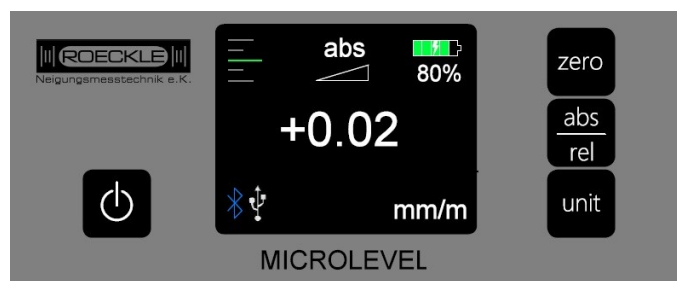 ROECKLE
Neigungsmesstechnik e.K.
abs
80%
+0.02
mm/m
zero
abs
rel
unit
MICROLEVEL